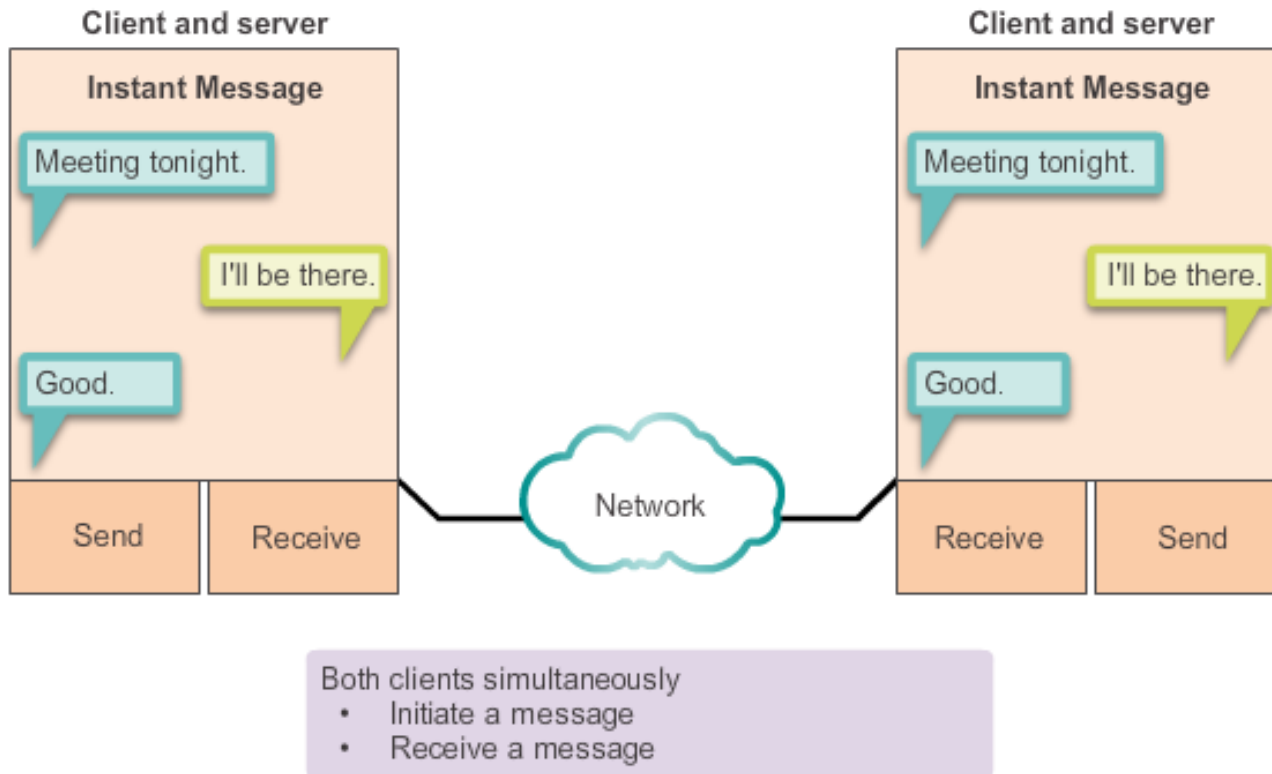 Client and server
Instant Message
Meeting tonight.
I'll be there.
Good.
Send
Receive
Network
Client and server
Instant Message
Meeting tonight.
I'll be there.
Good.
Receive
Send
Both clients simultaneously
• Initiate a message
• Receive a message